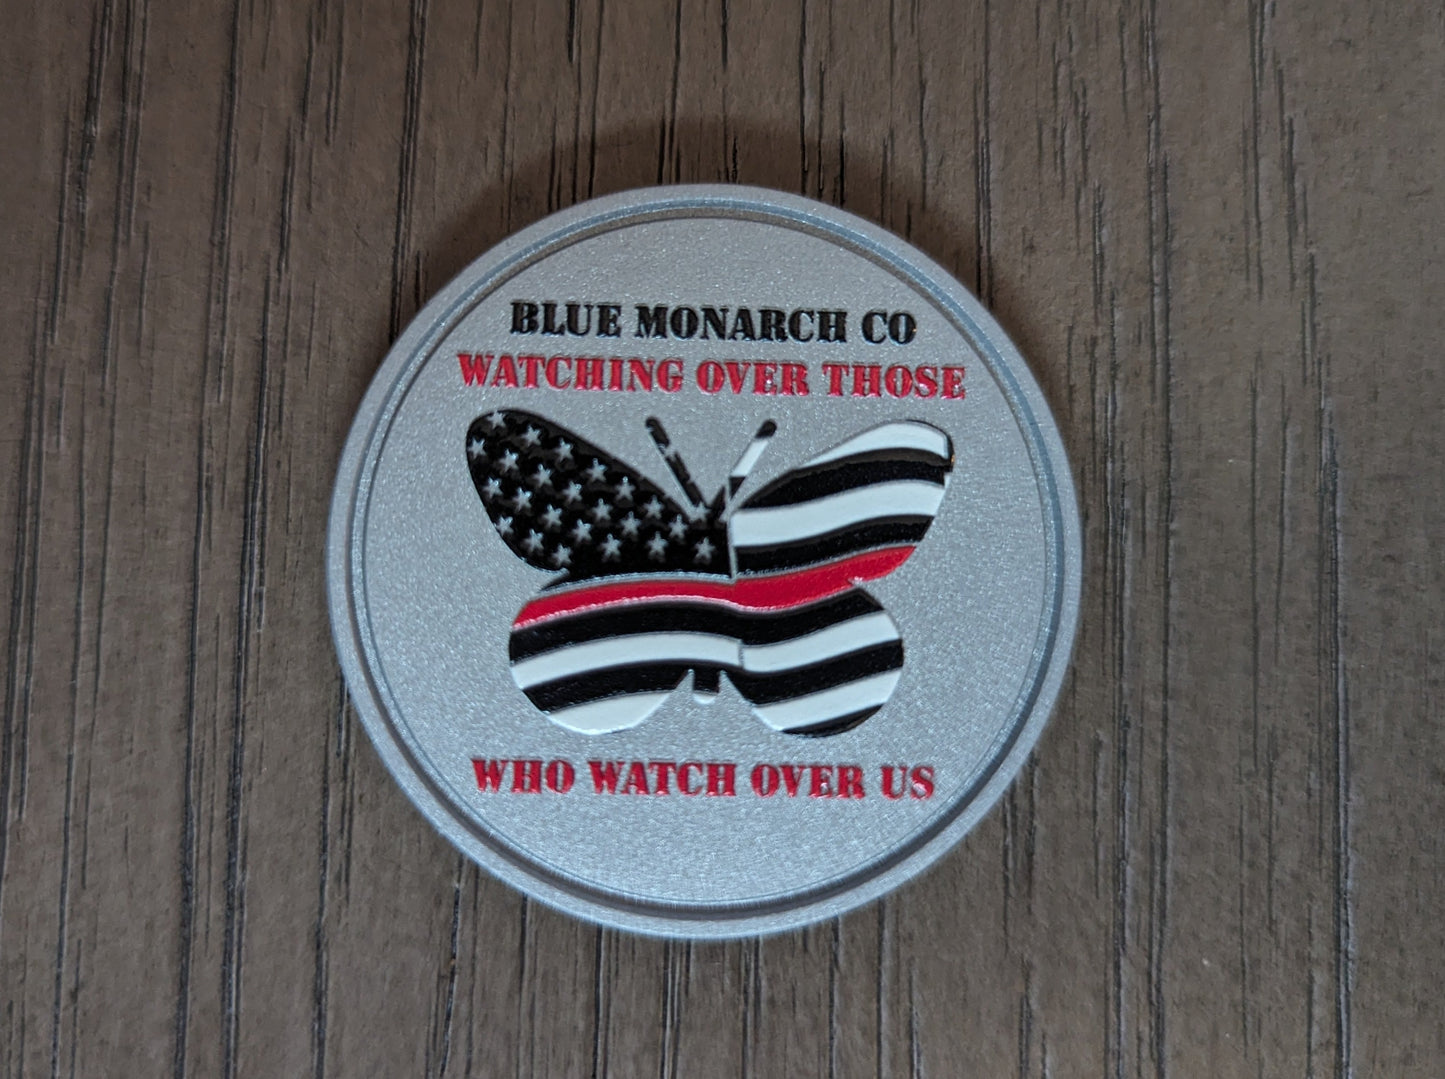 BLUE MONARCH CO
WATCHING OVER THOSE
WHO WATCH OVER US